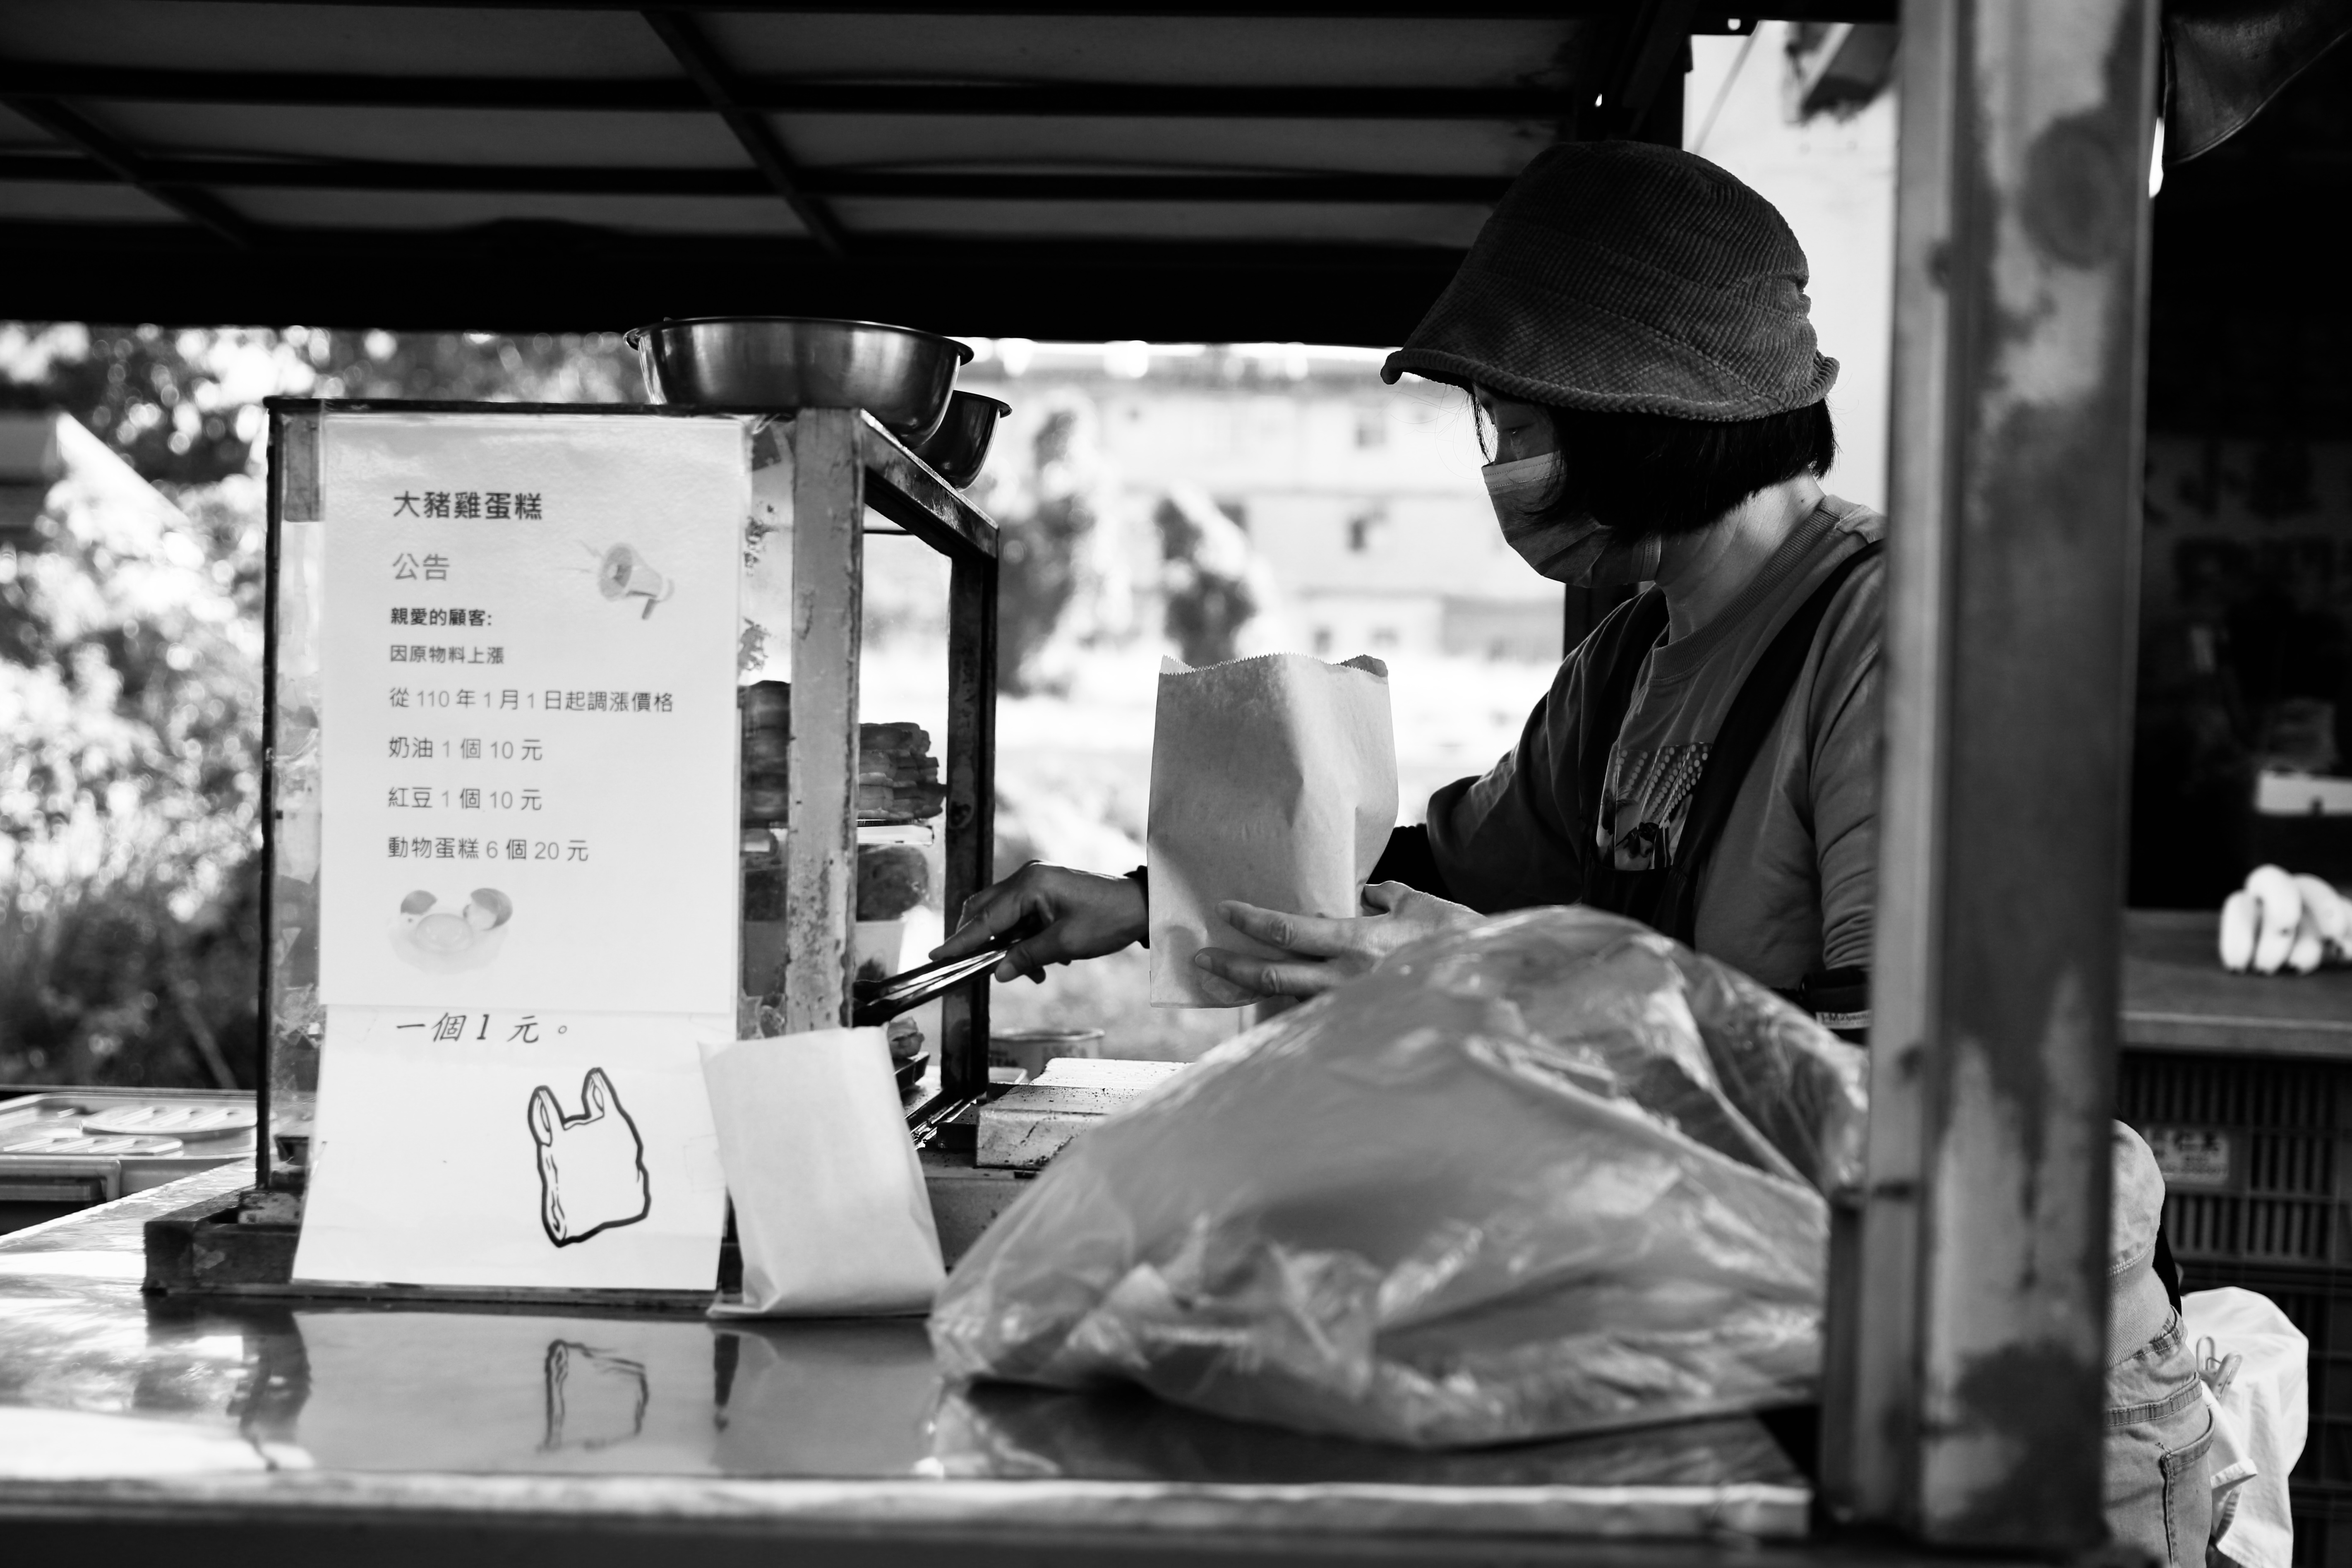 大豬雞蛋糕
公告
親愛的顧客:
因原物料上漲
從 110 年 1 月 1 日起調漲價格
奶油 1 個 10 元
紅豆 1 個 10 元
動物蛋糕 6 個 20 元
一個 1 元。